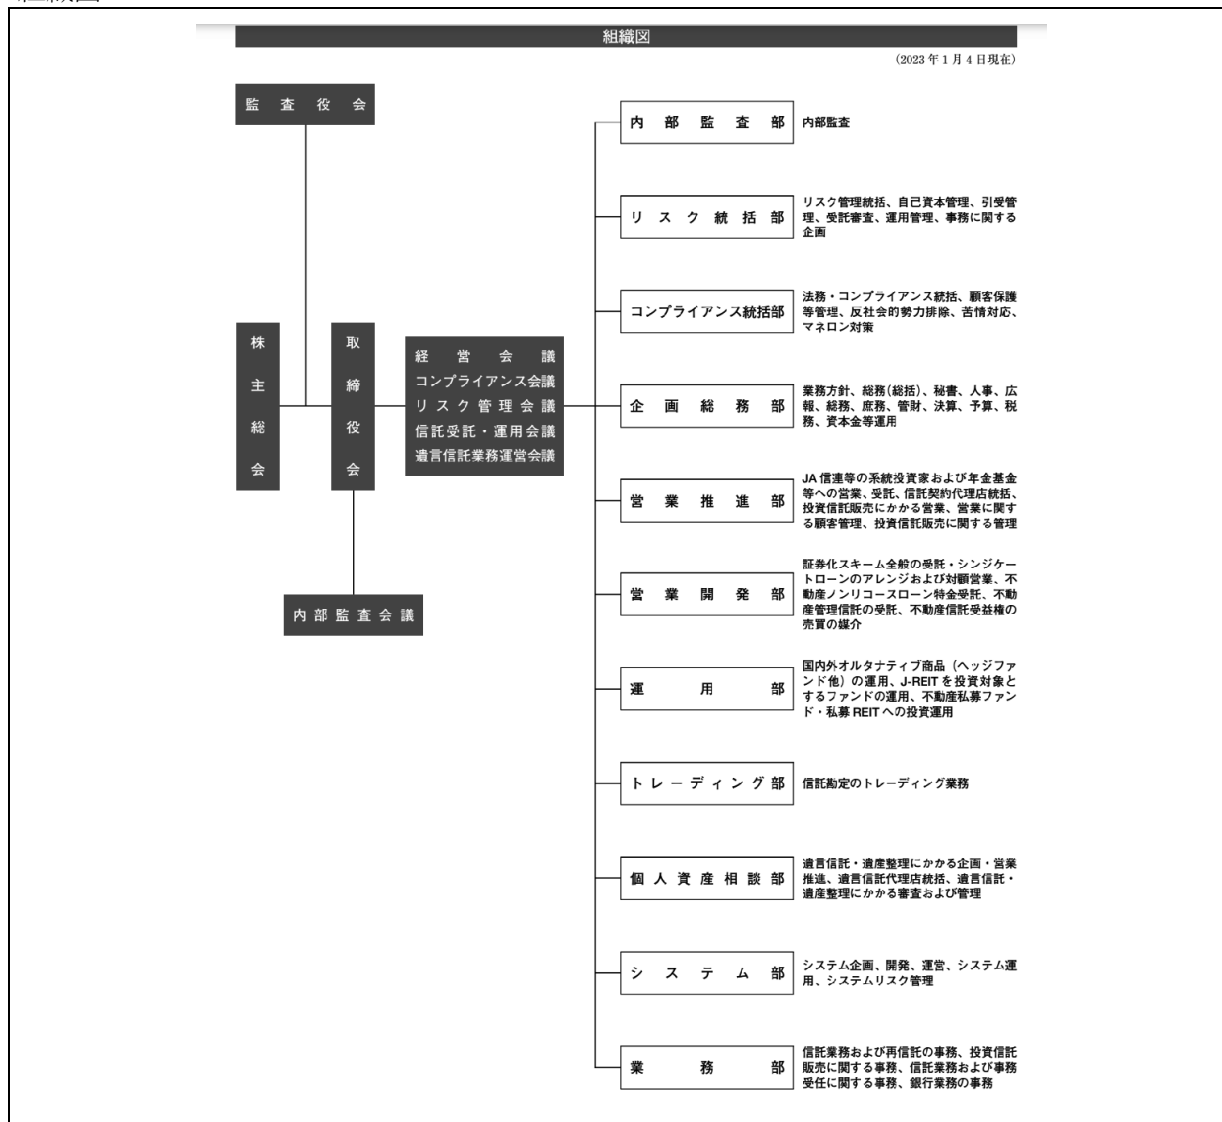 組織図
(2023年1月4日現在)
監査役会
株主総会
取締役会
経営会議
コンプライアンス会議
リスク管理会議
信託受託・運用会議
遺言信託業務運営会議
内部監査会議
内部監査部
内部監査
リスク統括部
リスク管理統括、自己資本管理、引受管
理、受託審査、運用管理、事務に関する
企画
コンプライアンス統括部
法務・コンプライアンス統括、顧客保護
等管理、反社会的勢力排除、苦情対応、
マネロン対策
企画総務部
業務方針、総務(総括)、秘書、人事、広
報、総務、庶務、管財、決算、予算、税
務、資本金等運用
営業推進部
JA信連等の系統投資家および年金基金
等への営業、受託、信託契約代理店統括、
投資信託販売にかかる営業、営業に関す
る顧客管理、投資信託販売に関する管理
営業開発部
証券化スキーム全般の受託・シンジケー
トローンのアレンジおよび対顧営業、不
動産ノンリコースローン特金受託、不動
産管理信託の受託、不動産信託受益権の
売買の媒介
運用部
国内外オルタナティブ商品（ヘッジファ
ンド他）の運用、J-REITを投資対象と
するファンドの運用、不動産私募ファン
ド・私募REITへの投資運用
トレーディング部
信託勘定のトレーディング業務
個人資産相談部
遺言信託・遺産整理にかかる企画・営業
推進、遺言信託代理店統括、遺言信託・
遺産整理にかかる審査および管理
システム部
システム企画、開発、運営、システム運
用、システムリスク管理
業務部
信託業務および再信託の事務、投資信託
販売に関する事務、信託業務および事務
受任に関する事務、銀行業務の事務